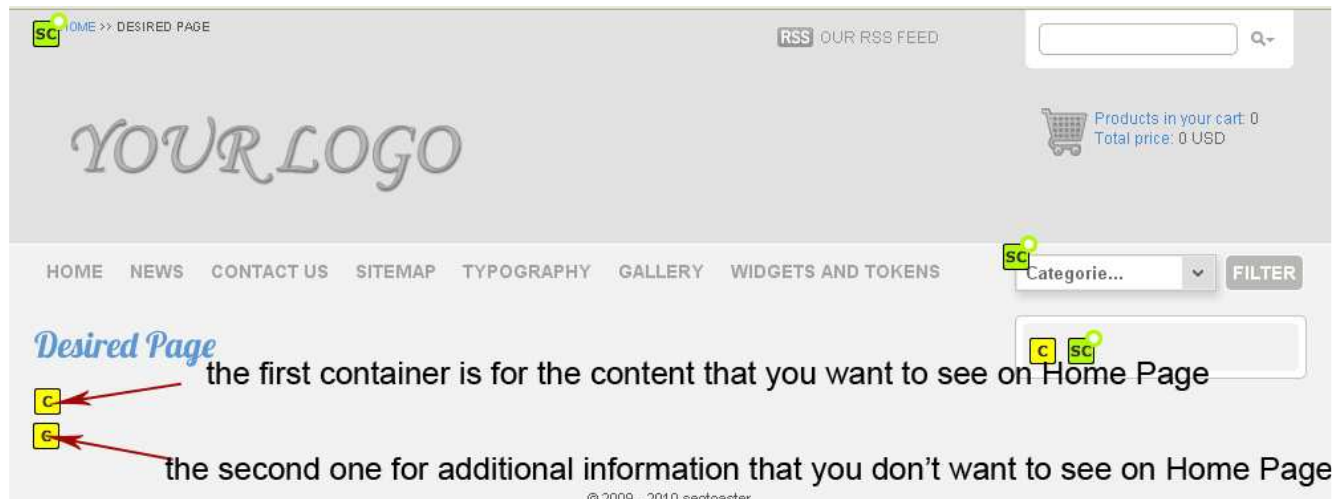 SC HOME >> DESIRED PAGE
RSS OUR RSS FEED
YOUR LOGO
Products in your cart: 0
Total price: 0 USD
HOME NEWS CONTACT US SITEMAP TYPOGRAPHY GALLERY WIDGETS AND TOKENS
SC
Categorie... FILTER
Desired Page
C SC
the first container is for the content that you want to see on Home Page
C
C
the second one for additional information that you don't want to see on Home Page
© 2009 - 2010 seotoaster